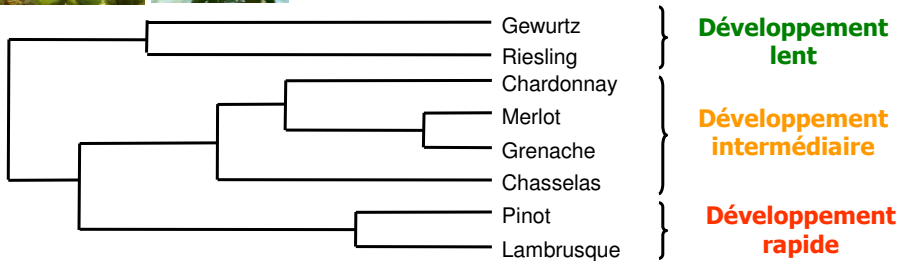 Gewurtz
Riesling
Chardonnay
Merlot
Grenache
Chasselas
Pinot
Lambrusque
Développement
lent
Développement
intermédiaire
Développement
rapide